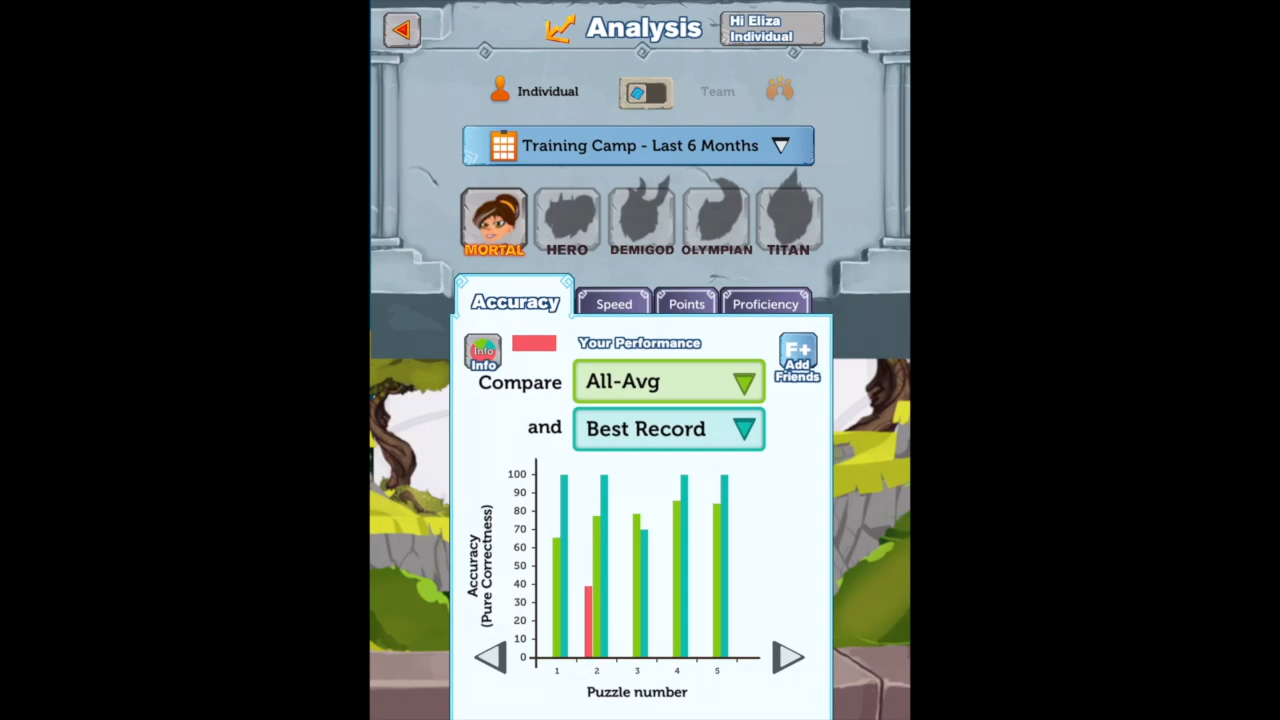 Analysis
Hi Eliza
Individual
Individual
Team
Training Camp - Last 6 Months
MORTAL
HERO
DEMIGOD
OLYMPIAN
TITAN
Accuracy
Speed
Points
Proficiency
Info
Info
Your Performance
F+
Add
Friends
Compare
All-Avg
and
Best Record
Accuracy
(Pure Correctness)
100
90
80
70
60
50
40
30
20
10
0
1 2 3 4 5
Puzzle number